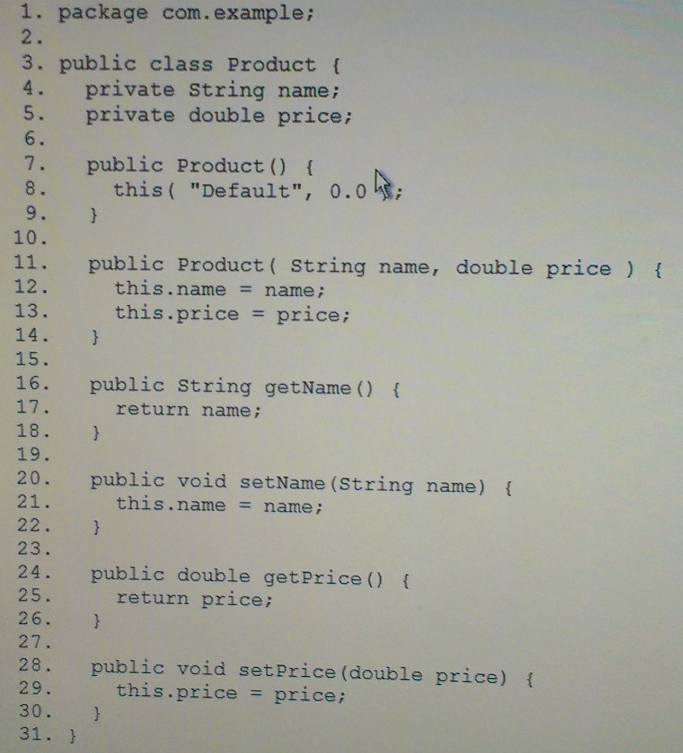 1. package com.example;
2.
3. public class Product {
4. private String name;
5. private double price;
6.
7. public Product() {
8. this( "Default", 0.0 );
9. }
10.
11. public Product( String name, double price ) {
12. this.name = name;
13. this.price = price;
14. }
15.
16. public String getName() {
17. return name;
18. }
19.
20. public void setName(String name) {
21. this.name = name;
22. }
23.
24. public double getPrice() {
25. return price;
26. }
27.
28. public void setPrice(double price) {
29. this.price = price;
30. }
31. }